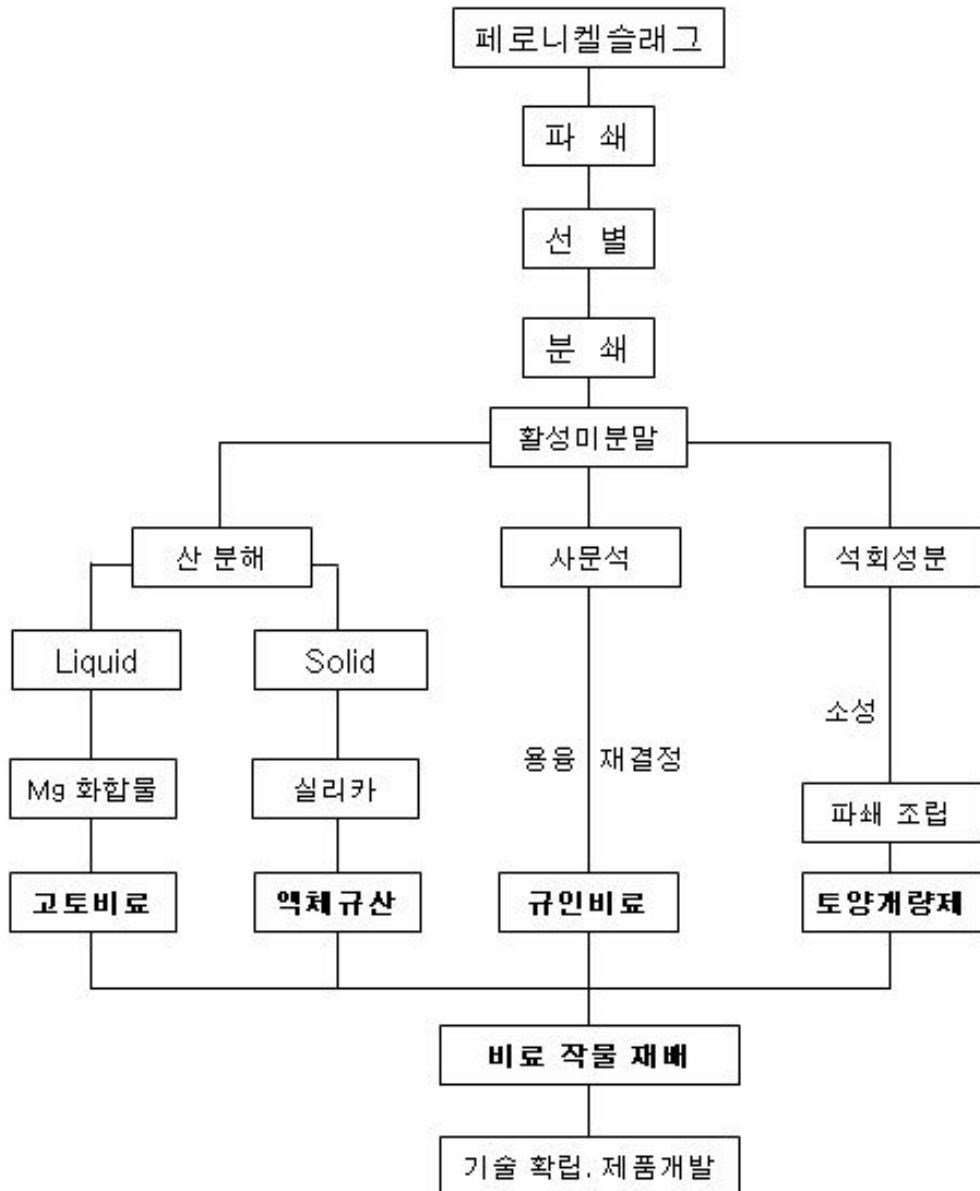 페로니켈슬래그
파 쇄
선 별
분 쇄
활성미분말
산 분해
사문석
석회성분
Liquid
Solid
소성
용융 재결정
Mg 화합물
실리카
파쇄 조립
고토비료
액체규산
규인비료
토양개량제
비료 작물 재배
기술 확립. 제품개발